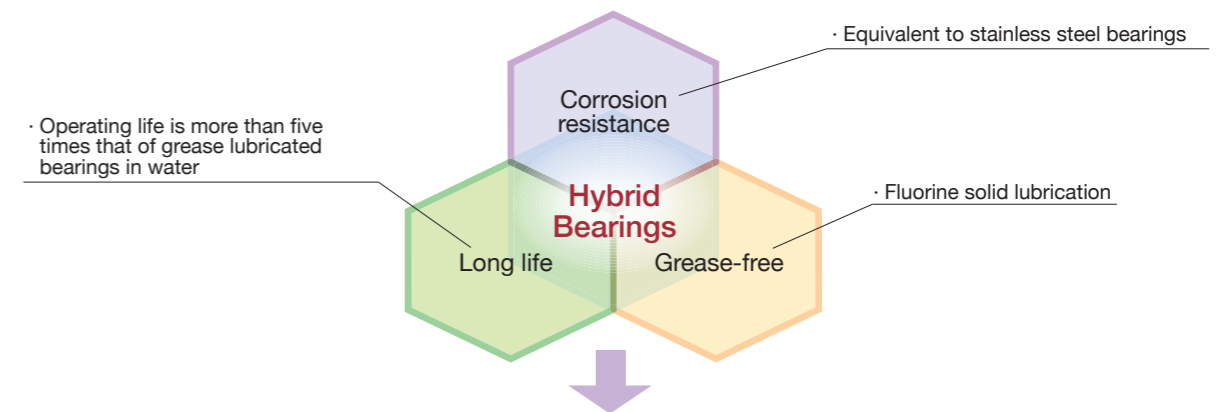 · Equivalent to stainless steel bearings
Corrosion
resistance
· Operating life is more than five
times that of grease lubricated
bearings in water
Hybrid
Bearings
· Fluorine solid lubrication
Long life
Grease-free